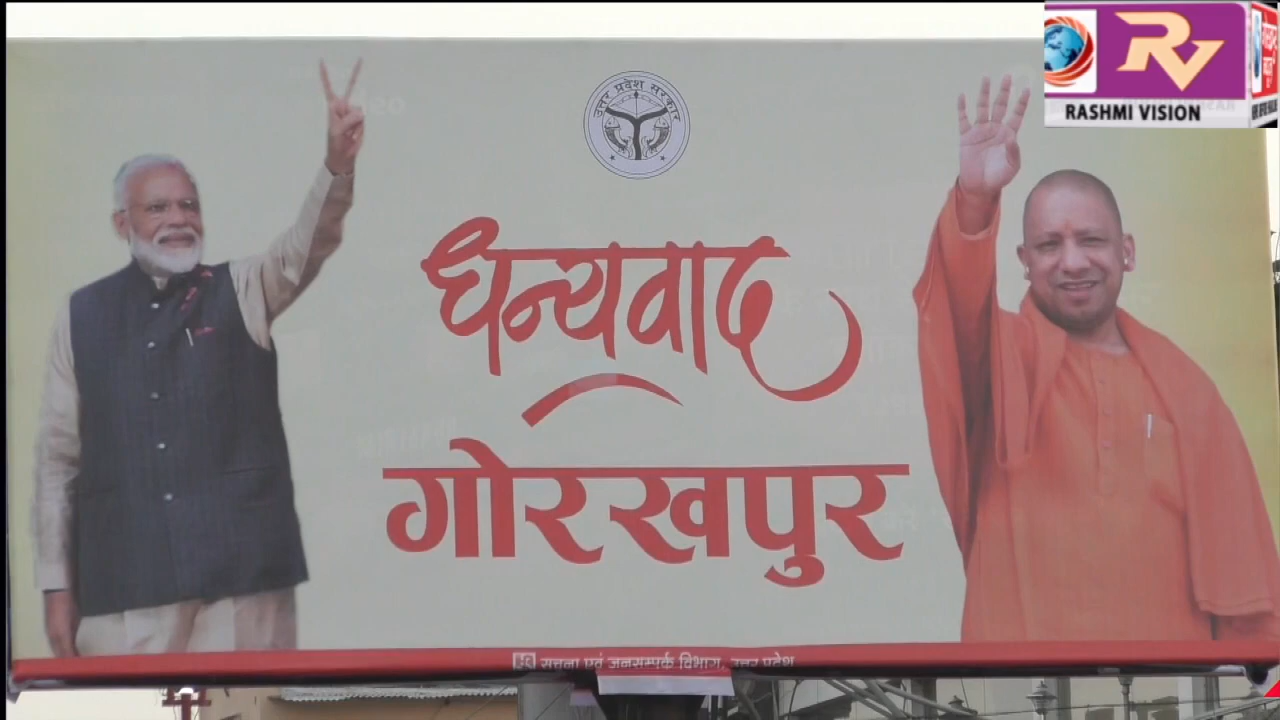 RV
RASHMI VISION
उत्तर प्रदेश सरकार
धन्यवाद
गोरखपुर
सूचना एवं जनसम्पर्क विभाग, उत्तर प्रदेश